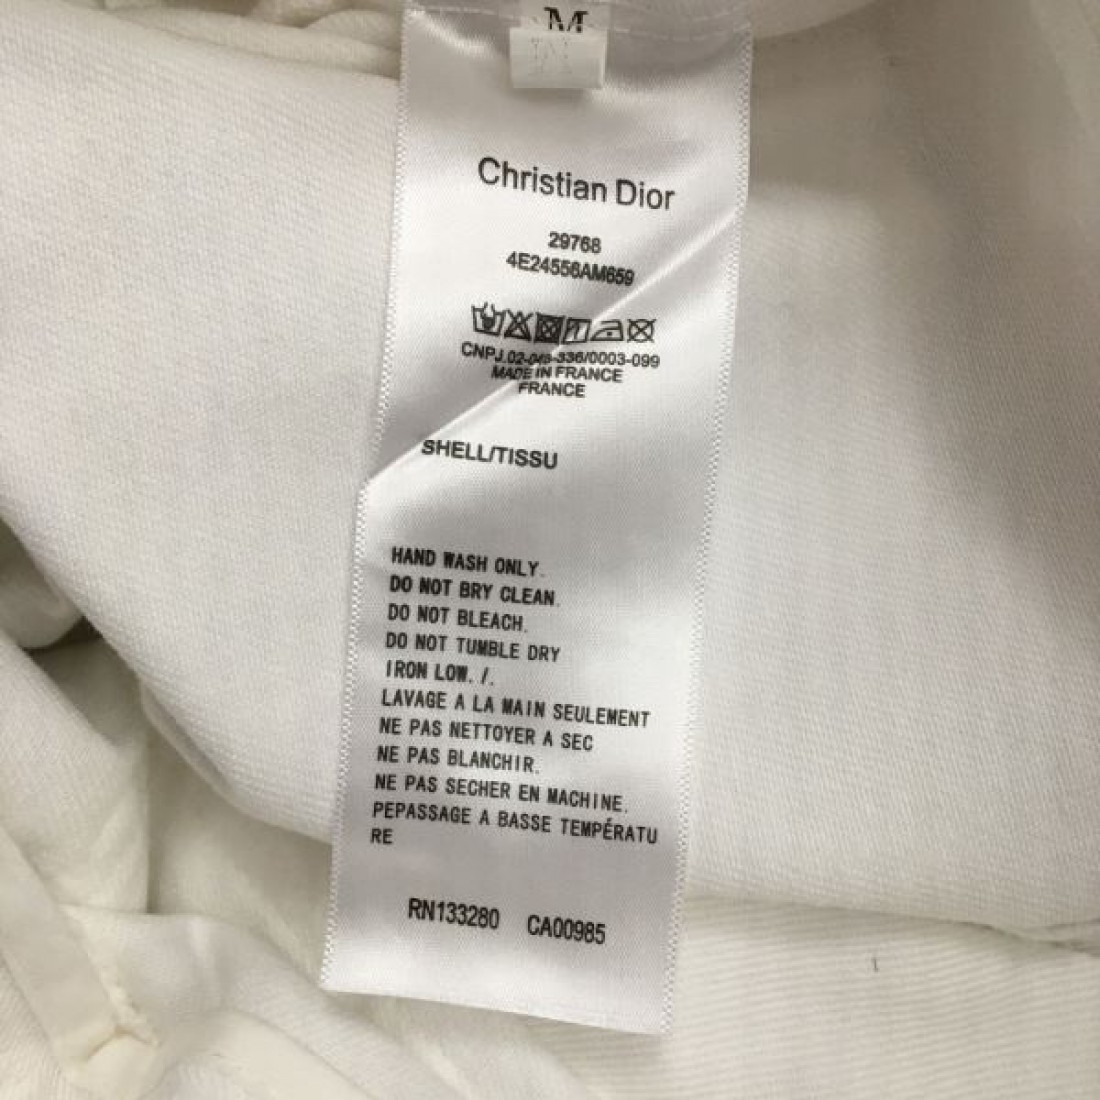 M
Christian Dior
29768
4E24556AM659
CNPJ.02-048-336/0003-099
MADE IN FRANCE
FRANCE
SHELL/TISSU
HAND WASH ONLY.
DO NOT BRY CLEAN.
DO NOT BLEACH.
DO NOT TUMBLE DRY
IRON LOW. /.
LAVAGE A LA MAIN SEULEMENT
NE PAS NETTOYER A SEC
NE PAS BLANCHIR.
NE PAS SECHER EN MACHINE.
PEPASSAGE A BASSE TEMPÉRATU
RE
RN133280 CA00985